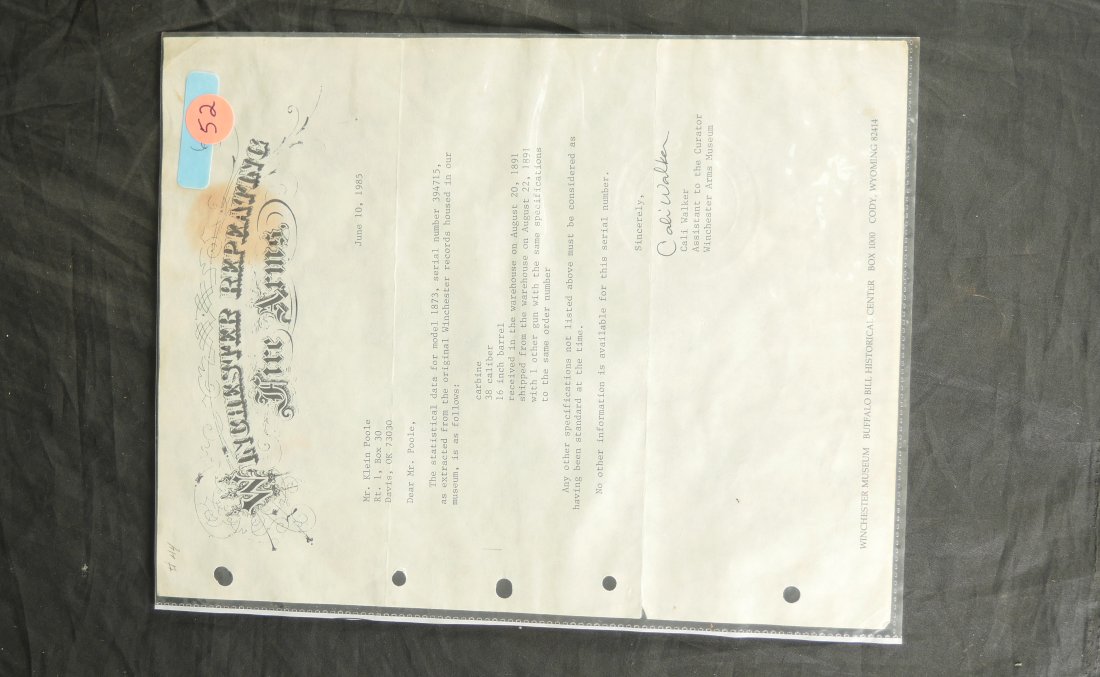 52
WINCHESTER REPEATING
Fire Arms.
June 10, 1985
Mr. Klein Poole
Rt. 1, Box 30
Davis, OK 73030
Dear Mr. Poole,
The statistical data for model 1873, serial number 394715,
as extracted from the original Winchester records housed in our
museum, is as follows:
carbine
38 caliber
16 inch barrel
received in the warehouse on August 20, 1891
shipped from the warehouse on August 22, 1891
with 1 other gun with the same specifications
to the same order number
Any other specifications not listed above must be considered as
having been standard at the time.
No other information is available for this serial number.
Sincerely,
Cali Walker
Cali Walker
Assistant to the Curator
Winchester Arms Museum
WINCHESTER MUSEUM BUFFALO BILL HISTORICAL CENTER BOX 1000 CODY, WYOMING 82414